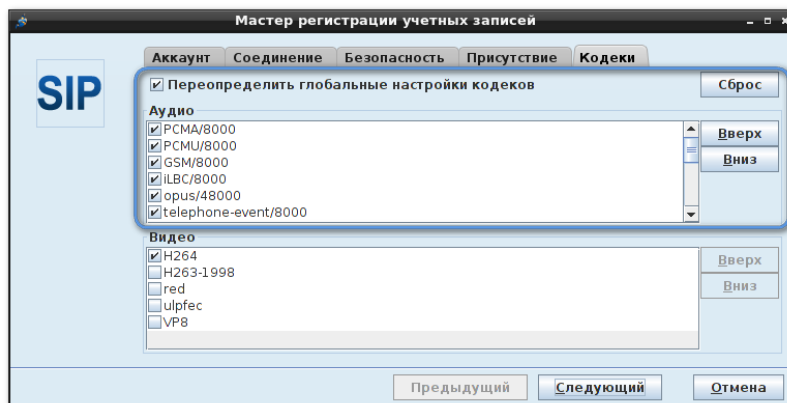 Мастер регистрации учетных записей
SIP
Аккаунт Соединение Безопасность Присутствие Кодеки
Переопределить глобальные настройки кодеков Сброс
Аудио
PCMA/8000
PCMU/8000
GSM/8000
iLBC/8000
opus/48000
telephone-event/8000
Вверх
Вниз
Видео
H264
H263-1998
red
ulpfec
VP8
Вверх
Вниз
Предыдущий Следующий Отмена